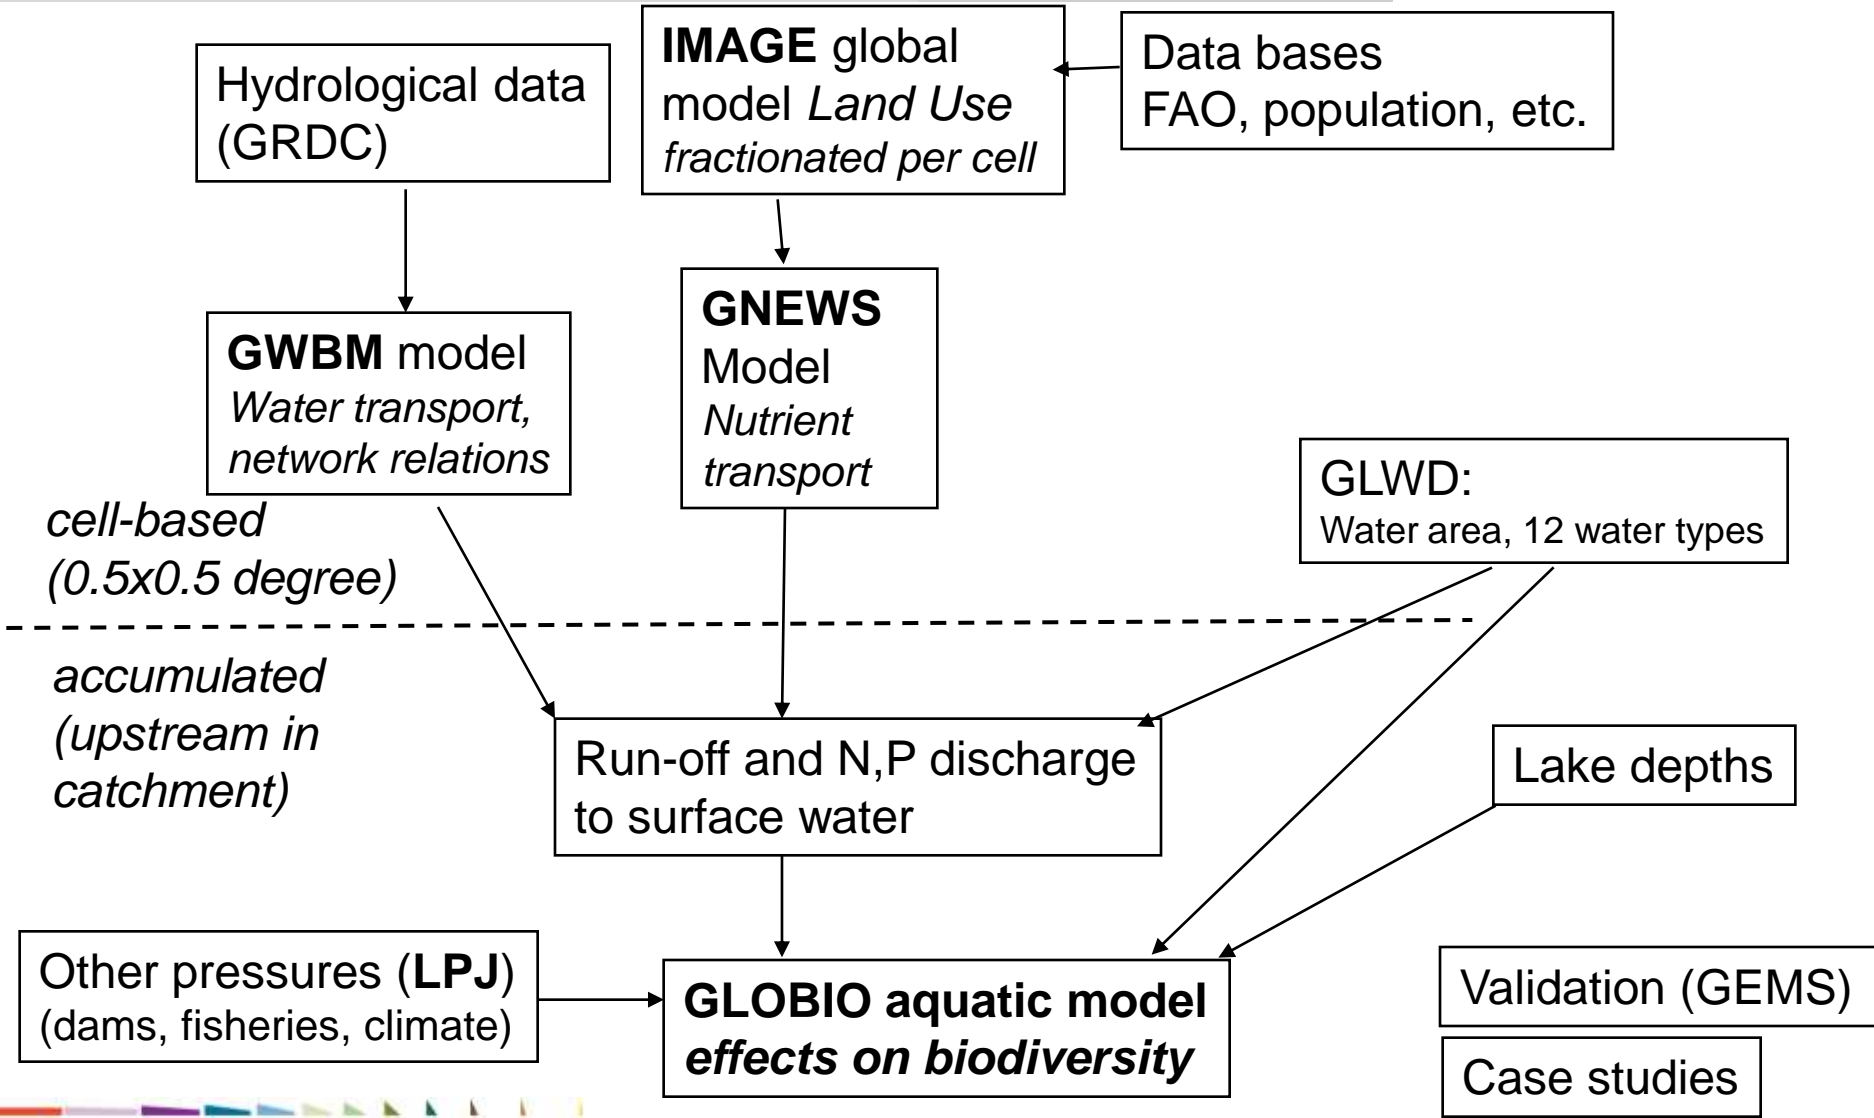 Hydrological data
(GRDC)
IMAGE global
model Land Use
fractionated per cell
Data bases
FAO, population, etc.
GWBM model
Water transport,
network relations
GNEWS
Model
Nutrient
transport
GLWD:
Water area, 12 water types
cell-based
(0.5x0.5 degree)
accumulated
(upstream in
catchment)
Run-off and N,P discharge
to surface water
Lake depths
Other pressures (LPJ)
(dams, fisheries, climate)
GLOBIO aquatic model
effects on biodiversity
Validation (GEMS)
Case studies